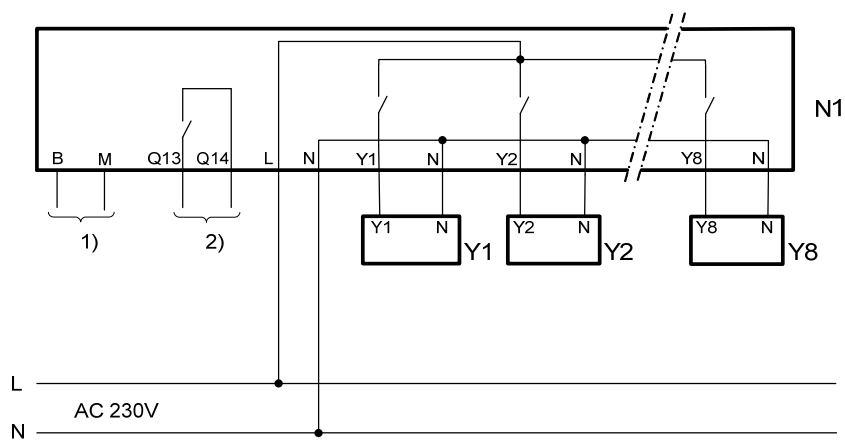 N1
B M Q13 Q14 L N Y1 N Y2 N Y8 N
Y1 N Y1 Y2 N Y2 Y8 N Y8
1) 2)
L
AC 230V
N